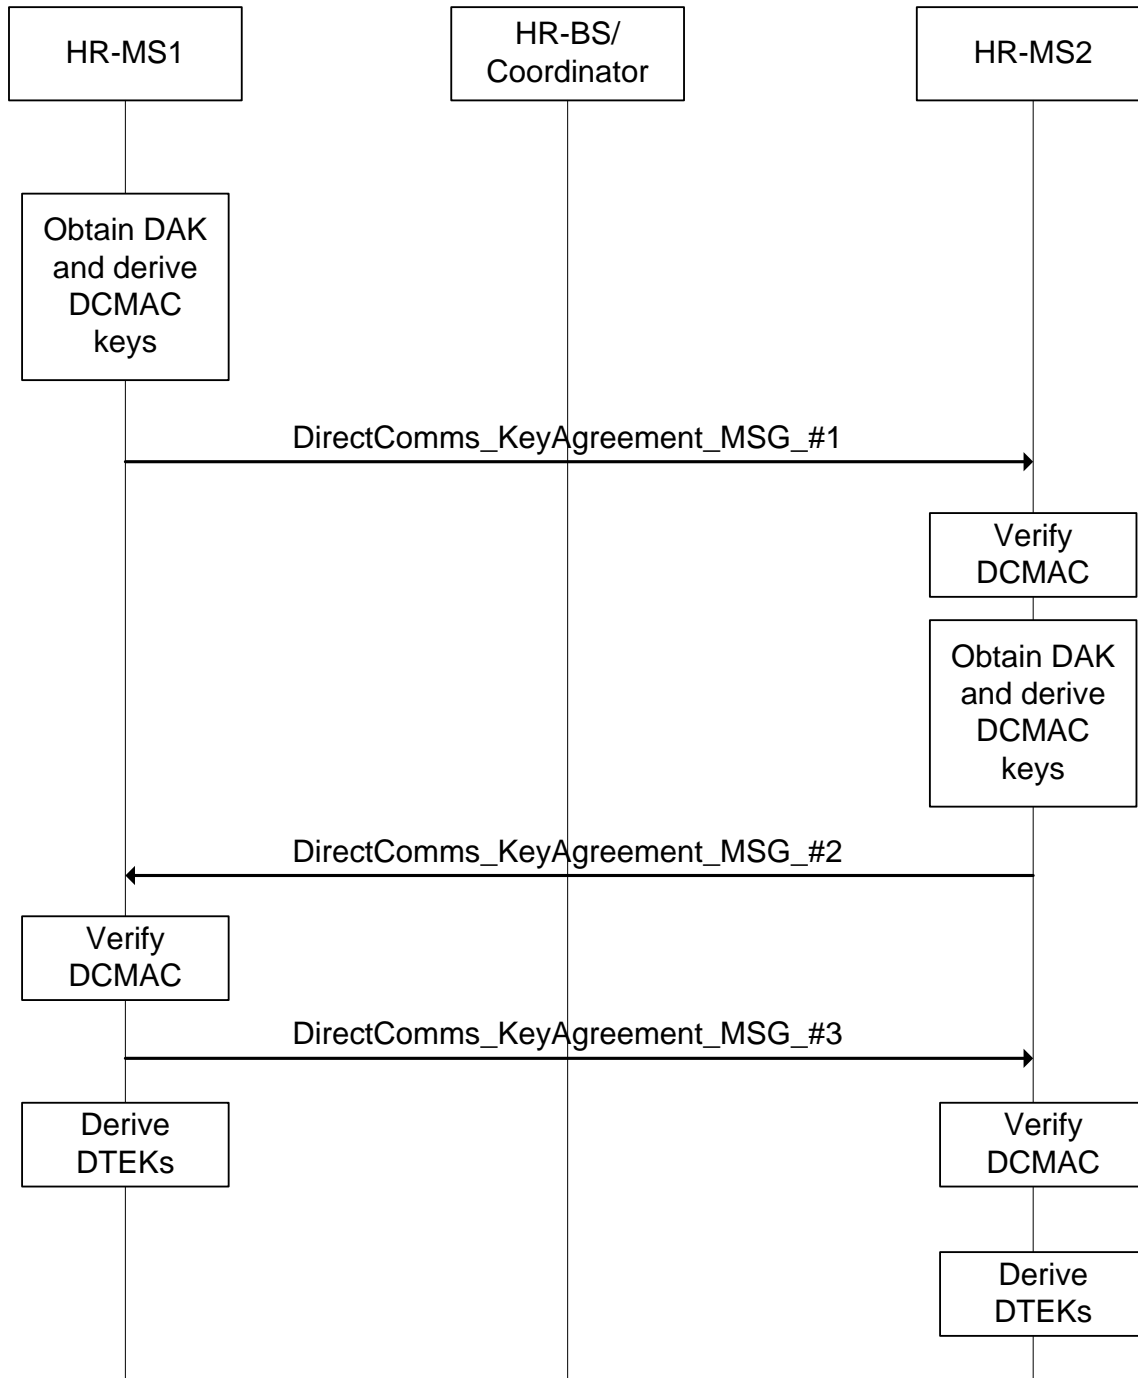 HR-MS1
HR-BS/
Coordinator
HR-MS2
Obtain DAK
and derive
DCMAC
keys
DirectComms_KeyAgreement_MSG_#1
Verify
DCMAC
Obtain DAK
and derive
DCMAC
keys
DirectComms_KeyAgreement_MSG_#2
Verify
DCMAC
DirectComms_KeyAgreement_MSG_#3
Derive
DTEKs
Verify
DCMAC
Derive
DTEKs